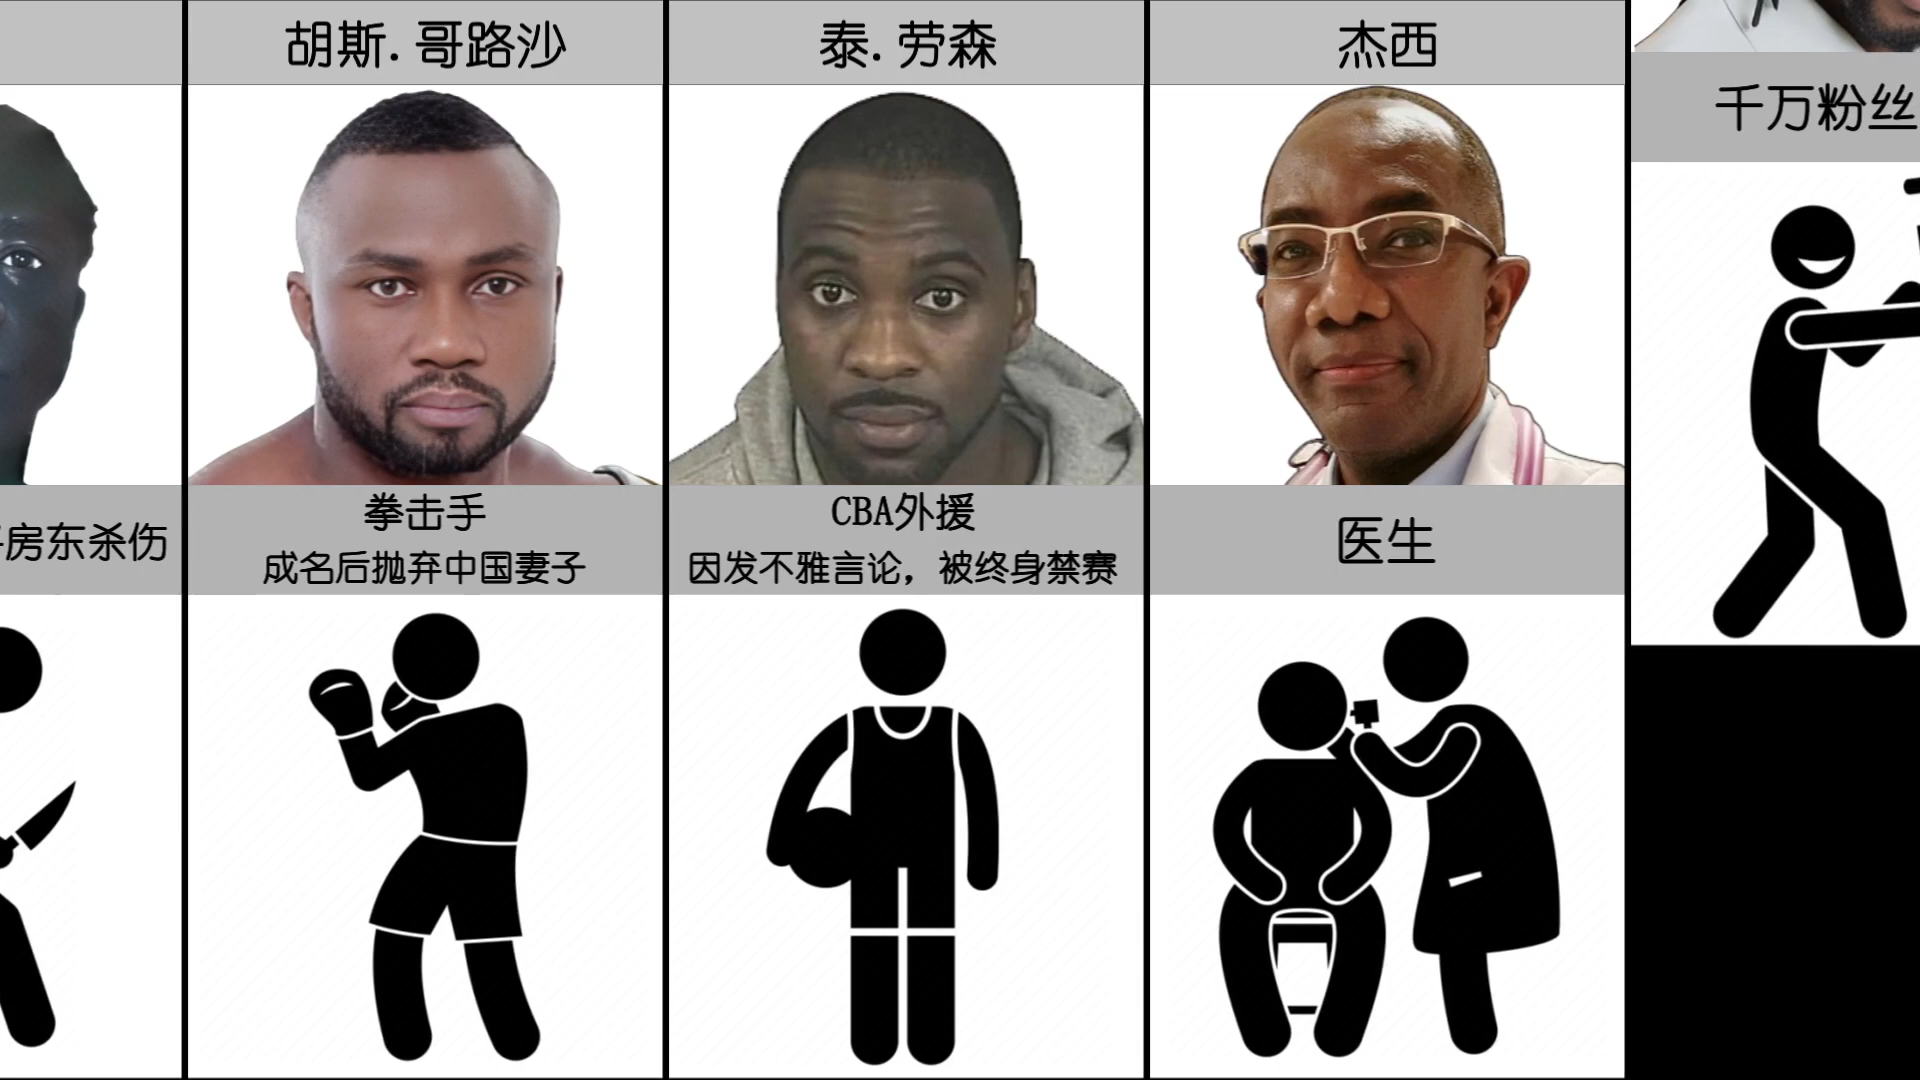 胡斯.哥路沙
泰.劳森
杰西
房东杀伤
拳击手
成名后抛弃中国妻子
CBA外援
因发不雅言论，被终身禁赛
医生
千万粉丝